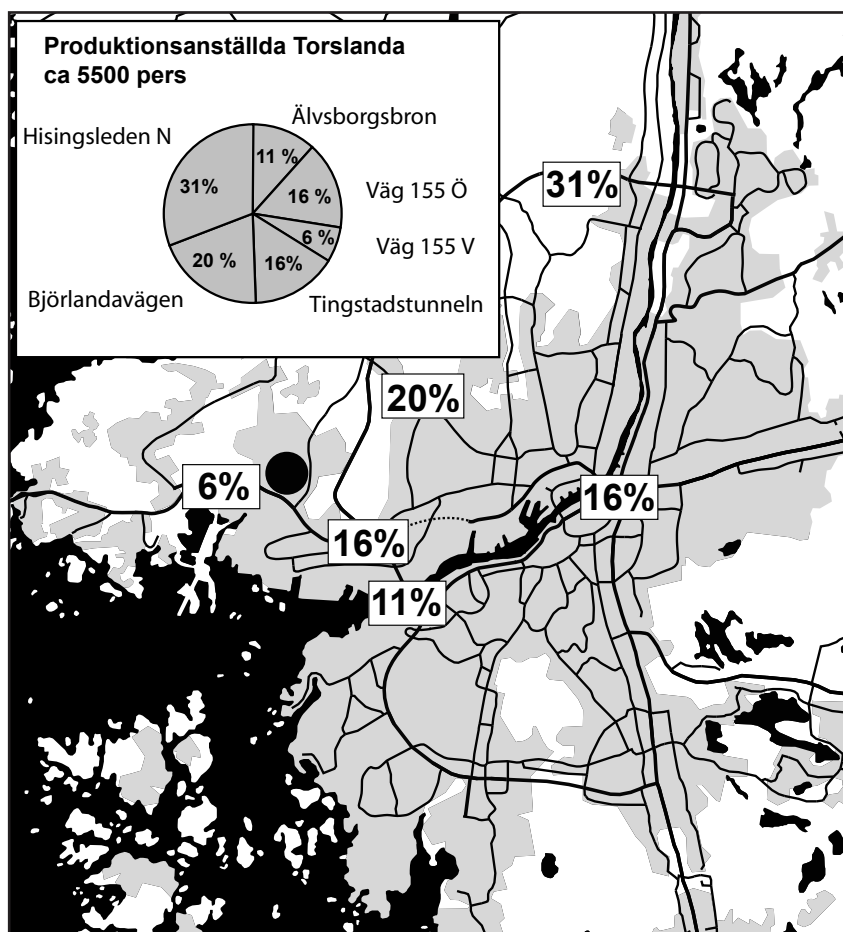 Produktionsanställda Torslanda
ca 5500 pers
Älvsborgsbron
Hisingsleden N
11 %
31%
16 %
Väg 155 Ö
6 %
Väg 155 V
20 %
16%
Björlandavägen
Tingstadstunneln
31%
20%
6%
16%
16%
11%